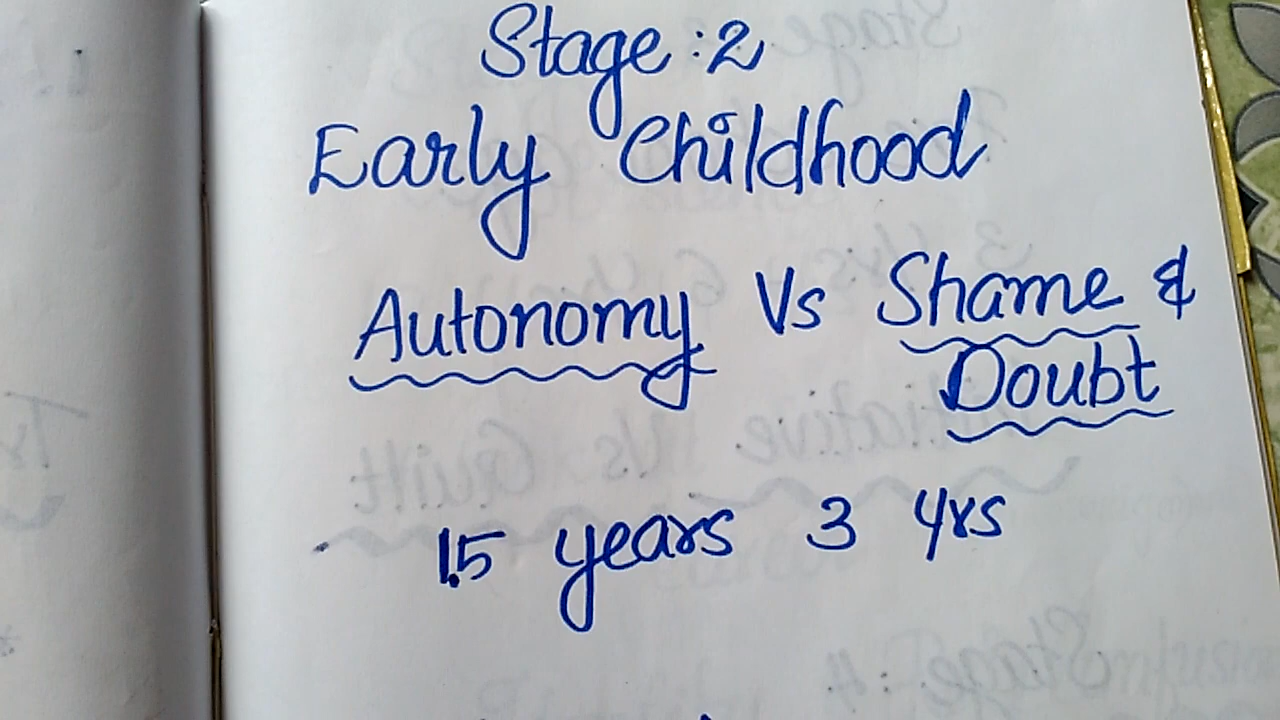 Stage :2
Early Childhood
Autonomy Vs Shame &
Doubt
1.5 years 3 yrs